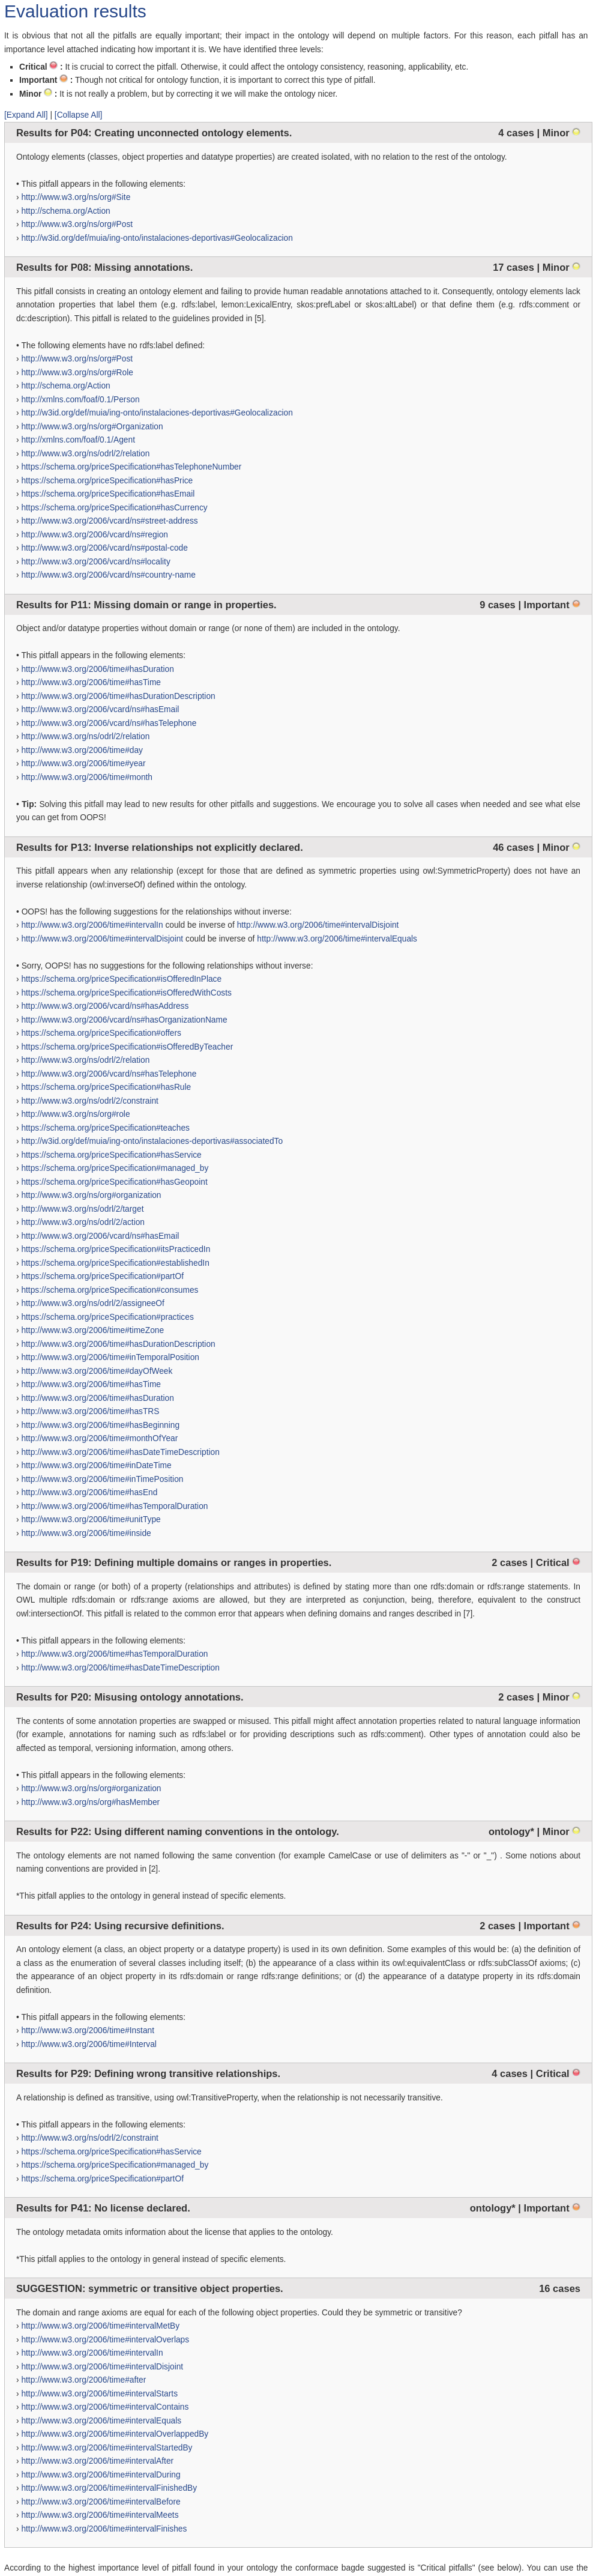 Evaluation results
It is obvious that not all the pitfalls are equally important; their impact in the ontology will depend on multiple factors. For this reason, each pitfall has an
importance level attached indicating how important it is. We have identified three levels:
▪ Critical : It is crucial to correct the pitfall. Otherwise, it could affect the ontology consistency, reasoning, applicability, etc.
▪ Important : Though not critical for ontology function, it is important to correct this type of pitfall.
▪ Minor : It is not really a problem, but by correcting it we will make the ontology nicer.
[Expand All] | [Collapse All]
Results for P04: Creating unconnected ontology elements. 4 cases | Minor
Ontology elements (classes, object properties and datatype properties) are created isolated, with no relation to the rest of the ontology.
• This pitfall appears in the following elements:
› http://www.w3.org/ns/org#Site
› http://schema.org/Action
› http://www.w3.org/ns/org#Post
› http://w3id.org/def/muia/ing-onto/instalaciones-deportivas#Geolocalizacion
Results for P08: Missing annotations. 17 cases | Minor
This pitfall consists in creating an ontology element and failing to provide human readable annotations attached to it. Consequently, ontology elements lack
annotation properties that label them (e.g. rdfs:label, lemon:LexicalEntry, skos:prefLabel or skos:altLabel) or that define them (e.g. rdfs:comment or
dc:description). This pitfall is related to the guidelines provided in [5].
• The following elements have no rdfs:label defined:
› http://www.w3.org/ns/org#Post
› http://www.w3.org/ns/org#Role
› http://schema.org/Action
› http://xmlns.com/foaf/0.1/Person
› http://w3id.org/def/muia/ing-onto/instalaciones-deportivas#Geolocalizacion
› http://www.w3.org/ns/org#Organization
› http://xmlns.com/foaf/0.1/Agent
› http://www.w3.org/ns/odrl/2/relation
› https://schema.org/priceSpecification#hasTelephoneNumber
› https://schema.org/priceSpecification#hasPrice
› https://schema.org/priceSpecification#hasEmail
› https://schema.org/priceSpecification#hasCurrency
› http://www.w3.org/2006/vcard/ns#street-address
› http://www.w3.org/2006/vcard/ns#region
› http://www.w3.org/2006/vcard/ns#postal-code
› http://www.w3.org/2006/vcard/ns#locality
› http://www.w3.org/2006/vcard/ns#country-name
Results for P11: Missing domain or range in properties. 9 cases | Important
Object and/or datatype properties without domain or range (or none of them) are included in the ontology.
• This pitfall appears in the following elements:
› http://www.w3.org/2006/time#hasDuration
› http://www.w3.org/2006/time#hasTime
› http://www.w3.org/2006/time#hasDurationDescription
› http://www.w3.org/2006/vcard/ns#hasEmail
› http://www.w3.org/2006/vcard/ns#hasTelephone
› http://www.w3.org/ns/odrl/2/relation
› http://www.w3.org/2006/time#day
› http://www.w3.org/2006/time#year
› http://www.w3.org/2006/time#month
• Tip: Solving this pitfall may lead to new results for other pitfalls and suggestions. We encourage you to solve all cases when needed and see what else
you can get from OOPS!
Results for P13: Inverse relationships not explicitly declared. 46 cases | Minor
This pitfall appears when any relationship (except for those that are defined as symmetric properties using owl:SymmetricProperty) does not have an
inverse relationship (owl:inverseOf) defined within the ontology.
• OOPS! has the following suggestions for the relationships without inverse:
› http://www.w3.org/2006/time#intervalIn could be inverse of http://www.w3.org/2006/time#intervalDisjoint
› http://www.w3.org/2006/time#intervalDisjoint could be inverse of http://www.w3.org/2006/time#intervalEquals
• Sorry, OOPS! has no suggestions for the following relationships without inverse:
› https://schema.org/priceSpecification#isOfferedInPlace
› https://schema.org/priceSpecification#isOfferedWithCosts
› http://www.w3.org/2006/vcard/ns#hasAddress
› http://www.w3.org/2006/vcard/ns#hasOrganizationName
› https://schema.org/priceSpecification#offers
› https://schema.org/priceSpecification#isOfferedByTeacher
› http://www.w3.org/ns/odrl/2/relation
› http://www.w3.org/2006/vcard/ns#hasTelephone
› https://schema.org/priceSpecification#hasRule
› http://www.w3.org/ns/odrl/2/constraint
› http://www.w3.org/ns/org#role
› https://schema.org/priceSpecification#teaches
› http://w3id.org/def/muia/ing-onto/instalaciones-deportivas#associatedTo
› https://schema.org/priceSpecification#hasService
› https://schema.org/priceSpecification#managed_by
› https://schema.org/priceSpecification#hasGeopoint
› http://www.w3.org/ns/org#organization
› http://www.w3.org/ns/odrl/2/target
› http://www.w3.org/ns/odrl/2/action
› http://www.w3.org/2006/vcard/ns#hasEmail
› https://schema.org/priceSpecification#itsPracticedIn
› https://schema.org/priceSpecification#establishedIn
› https://schema.org/priceSpecification#partOf
› https://schema.org/priceSpecification#consumes
› http://www.w3.org/ns/odrl/2/assigneeOf
› https://schema.org/priceSpecification#practices
› http://www.w3.org/2006/time#timeZone
› http://www.w3.org/2006/time#hasDurationDescription
› http://www.w3.org/2006/time#inTemporalPosition
› http://www.w3.org/2006/time#dayOfWeek
› http://www.w3.org/2006/time#hasTime
› http://www.w3.org/2006/time#hasDuration
› http://www.w3.org/2006/time#hasTRS
› http://www.w3.org/2006/time#hasBeginning
› http://www.w3.org/2006/time#monthOfYear
› http://www.w3.org/2006/time#hasDateTimeDescription
› http://www.w3.org/2006/time#inDateTime
› http://www.w3.org/2006/time#inTimePosition
› http://www.w3.org/2006/time#hasEnd
› http://www.w3.org/2006/time#hasTemporalDuration
› http://www.w3.org/2006/time#unitType
› http://www.w3.org/2006/time#inside
Results for P19: Defining multiple domains or ranges in properties. 2 cases | Critical
The domain or range (or both) of a property (relationships and attributes) is defined by stating more than one rdfs:domain or rdfs:range statements. In
OWL multiple rdfs:domain or rdfs:range axioms are allowed, but they are interpreted as conjunction, being, therefore, equivalent to the construct
owl:intersectionOf. This pitfall is related to the common error that appears when defining domains and ranges described in [7].
• This pitfall appears in the following elements:
› http://www.w3.org/2006/time#hasTemporalDuration
› http://www.w3.org/2006/time#hasDateTimeDescription
Results for P20: Misusing ontology annotations. 2 cases | Minor
The contents of some annotation properties are swapped or misused. This pitfall might affect annotation properties related to natural language information
(for example, annotations for naming such as rdfs:label or for providing descriptions such as rdfs:comment). Other types of annotation could also be
affected as temporal, versioning information, among others.
• This pitfall appears in the following elements:
› http://www.w3.org/ns/org#organization
› http://www.w3.org/ns/org#hasMember
Results for P22: Using different naming conventions in the ontology. ontology* | Minor
The ontology elements are not named following the same convention (for example CamelCase or use of delimiters as "-" or "_") . Some notions about
naming conventions are provided in [2].
*This pitfall applies to the ontology in general instead of specific elements.
Results for P24: Using recursive definitions. 2 cases | Important
An ontology element (a class, an object property or a datatype property) is used in its own definition. Some examples of this would be: (a) the definition of
a class as the enumeration of several classes including itself; (b) the appearance of a class within its owl:equivalentClass or rdfs:subClassOf axioms; (c)
the appearance of an object property in its rdfs:domain or range rdfs:range definitions; or (d) the appearance of a datatype property in its rdfs:domain
definition.
• This pitfall appears in the following elements:
› http://www.w3.org/2006/time#Instant
› http://www.w3.org/2006/time#Interval
Results for P29: Defining wrong transitive relationships. 4 cases | Critical
A relationship is defined as transitive, using owl:TransitiveProperty, when the relationship is not necessarily transitive.
• This pitfall appears in the following elements:
› http://www.w3.org/ns/odrl/2/constraint
› https://schema.org/priceSpecification#hasService
› https://schema.org/priceSpecification#managed_by
› https://schema.org/priceSpecification#partOf
Results for P41: No license declared. ontology* | Important
The ontology metadata omits information about the license that applies to the ontology.
*This pitfall applies to the ontology in general instead of specific elements.
SUGGESTION: symmetric or transitive object properties. 16 cases
The domain and range axioms are equal for each of the following object properties. Could they be symmetric or transitive?
› http://www.w3.org/2006/time#intervalMetBy
› http://www.w3.org/2006/time#intervalOverlaps
› http://www.w3.org/2006/time#intervalIn
› http://www.w3.org/2006/time#intervalDisjoint
› http://www.w3.org/2006/time#after
› http://www.w3.org/2006/time#intervalStarts
› http://www.w3.org/2006/time#intervalContains
› http://www.w3.org/2006/time#intervalEquals
› http://www.w3.org/2006/time#intervalOverlappedBy
› http://www.w3.org/2006/time#intervalStartedBy
› http://www.w3.org/2006/time#intervalAfter
› http://www.w3.org/2006/time#intervalDuring
› http://www.w3.org/2006/time#intervalFinishedBy
› http://www.w3.org/2006/time#intervalBefore
› http://www.w3.org/2006/time#intervalMeets
› http://www.w3.org/2006/time#intervalFinishes
According to the highest importance level of pitfall found in your ontology the conformace bagde suggested is "Critical pitfalls" (see below). You can use the